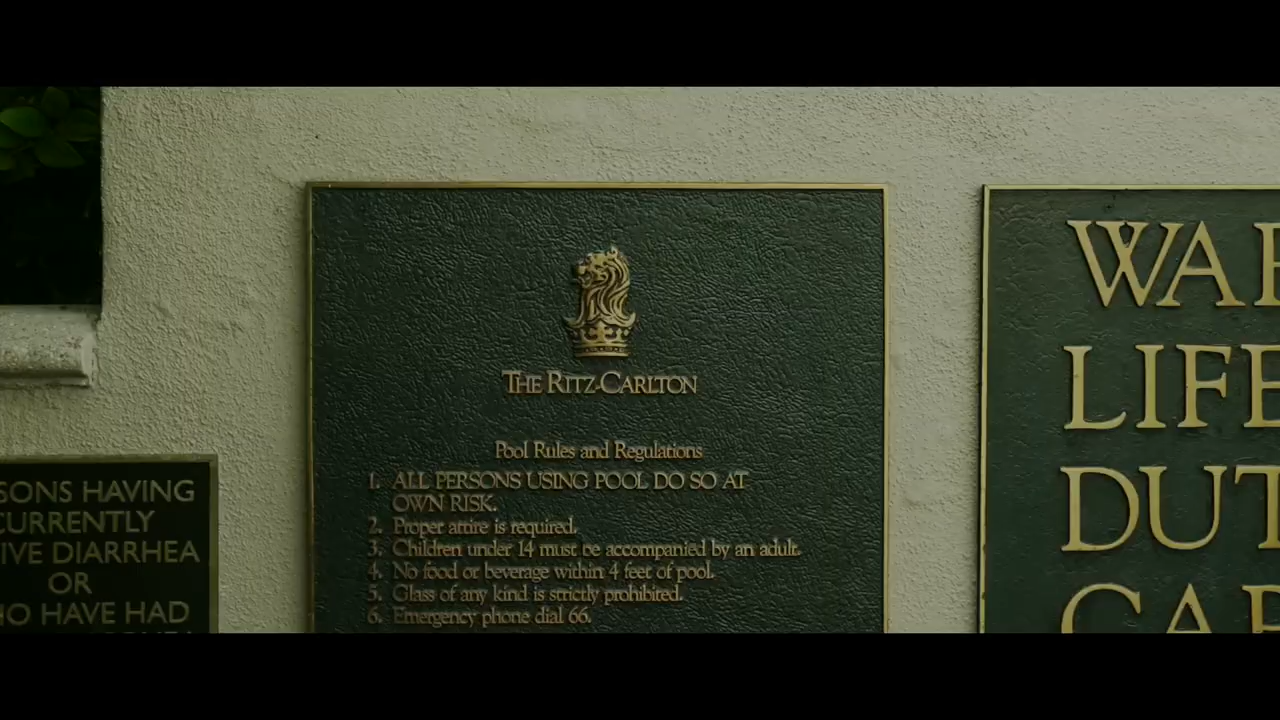 SONS HAVING
CURRENTLY
IVE DIARRHEA
OR
HO HAVE HAD
THE RITZ-CARLTON
Pool Rules and Regulations
1. ALL PERSONS USING POOL DO SO AT
OWN RISK.
2. Proper attire is required.
3. Children under 14 must be accompanied by an adult.
4. No food or beverage within 4 feet of pool.
5. Glass of any kind is strictly prohibited.
6. Emergency phone dial 66.
WAR
LIFE
DUT
CAR